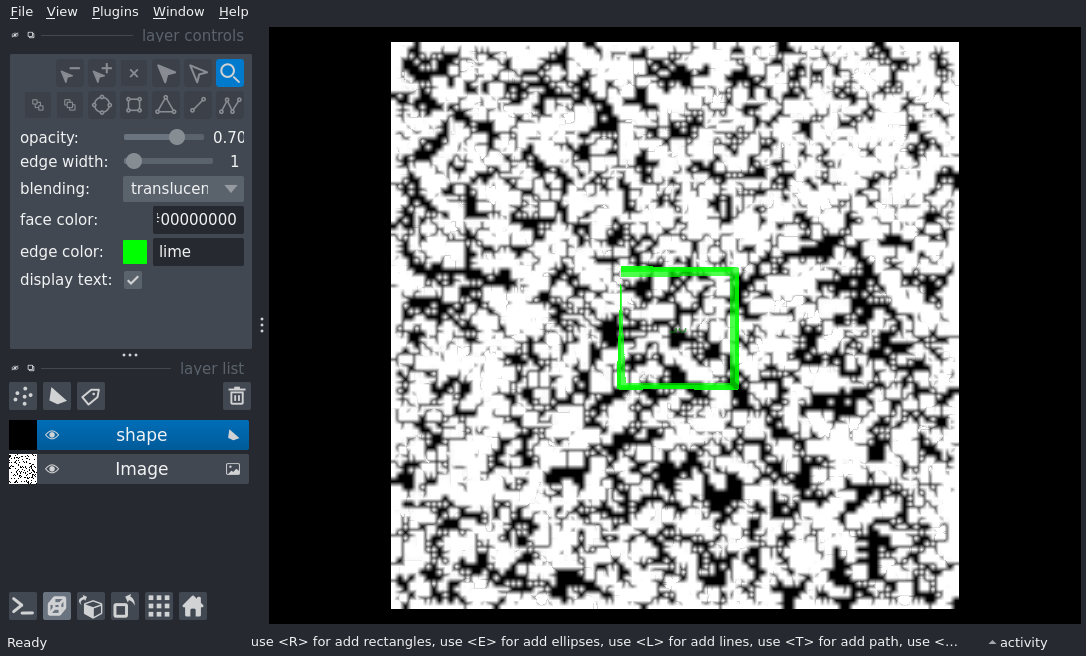 File View Plugins Window Help
layer controls
opacity: 0.70
edge width: 1
blending: translucen
face color: 00000000
edge color: lime
display text:
layer list
shape
Image
Ready use <R> for add rectangles, use <E> for add ellipses, use <L> for add lines, use <T> for add path, use <... activity